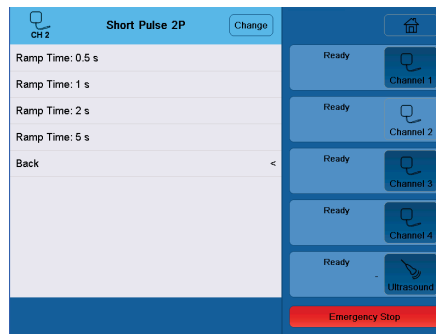 CH 2
Short Pulse 2P
Change
Ramp Time: 0.5 s
Ramp Time: 1 s
Ramp Time: 2 s
Ramp Time: 5 s
Back <
Ready
Channel 1
Ready
Channel 2
Ready
Channel 3
Ready
Channel 4
Ready
-
Ultrasound
Emergency Stop